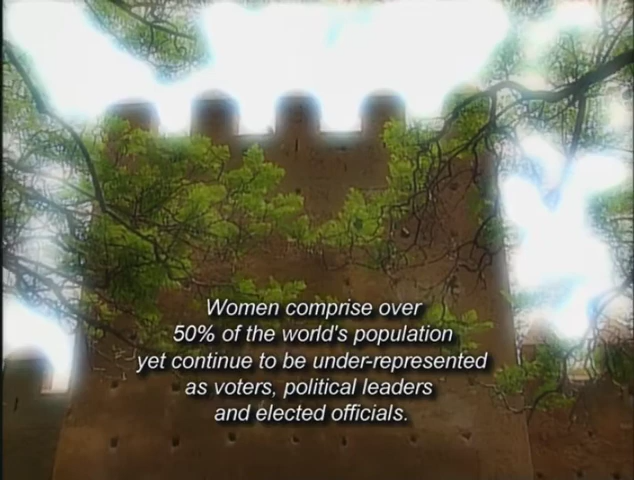 Women comprise over
50% of the world's population
yet continue to be under-represented
as voters, political leaders
and elected officials.